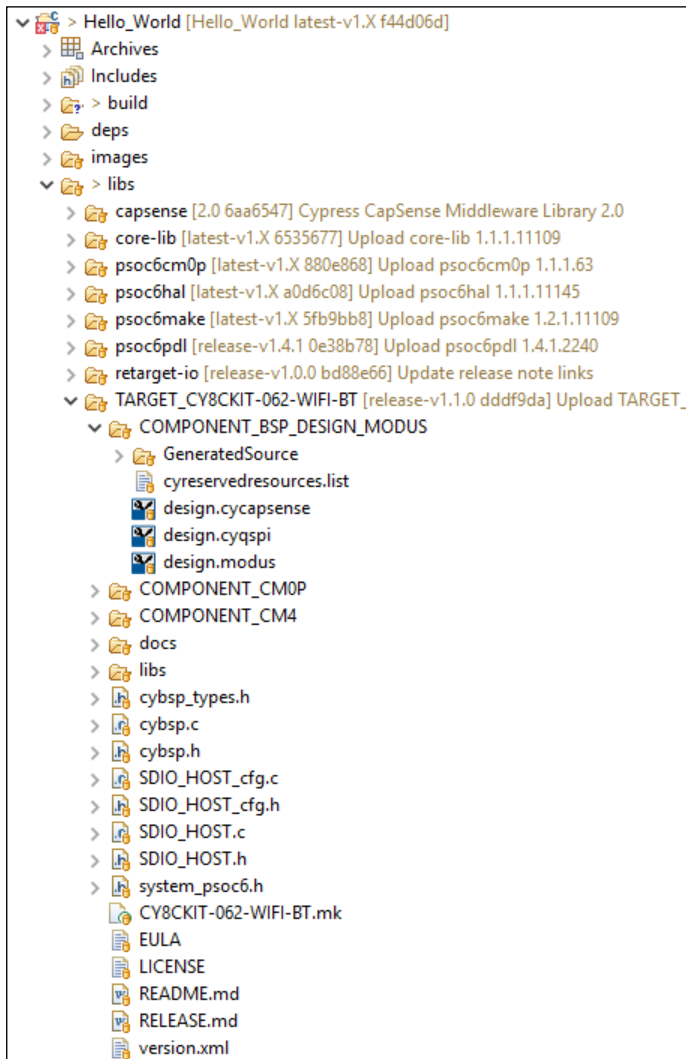 > Hello_World [Hello_World latest-v1.X f44d06d]
Archives
Includes
> build
deps
images
> libs
capsense [2.0 6aa6547] Cypress CapSense Middleware Library 2.0
core-lib [latest-v1.X 6535677] Upload core-lib 1.1.1.11109
psoc6cm0p [latest-v1.X 880e868] Upload psoc6cm0p 1.1.1.63
psoc6hal [latest-v1.X a0d6c08] Upload psoc6hal 1.1.1.11145
psoc6make [latest-v1.X 5fb9bb8] Upload psoc6make 1.2.1.11109
psoc6pdl [release-v1.4.1 0e38b78] Upload psoc6pdl 1.4.1.2240
retarget-io [release-v1.0.0 bd88e66] Update release note links
TARGET_CY8CKIT-062-WIFI-BT [release-v1.1.0 dddf9da] Upload TARGET_
COMPONENT_BSP_DESIGN_MODUS
GeneratedSource
cyreservedresources.list
design.cycapsense
design.cyqspi
design.modus
COMPONENT_CM0P
COMPONENT_CM4
docs
libs
cybsp_types.h
cybsp.c
cybsp.h
SDIO_HOST_cfg.c
SDIO_HOST_cfg.h
SDIO_HOST.c
SDIO_HOST.h
system_psoc6.h
CY8CKIT-062-WIFI-BT.mk
EULA
LICENSE
README.md
RELEASE.md
version.xml